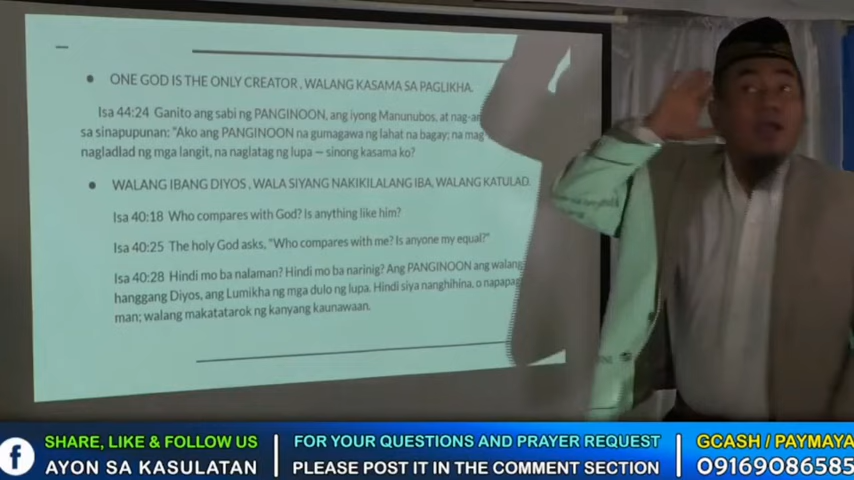 ONE GOD IS THE ONLY CREATOR, WALANG KASAMA SA PAGLIKHA.
Isa 44:24 Ganito ang sabi ng PANGINOON, ang iyong Manunubos, at nag-an
sa sinapupunan: "Ako ang PANGINOON na gumagawa ng lahat na bagay; na mag
nagladlad ng mga langit, na naglatag ng lupa — sinong kasama ko?
WALANG IBANG DIYOS, WALA SIYANG NAKIKILALANG IBA, WALANG KATULAD.
Isa 40:18 Who compares with God? Is anything like him?
Isa 40:25 The holy God asks, "Who compares with me? Is anyone my equal?"
Isa 40:28 Hindi mo ba nalaman? Hindi mo ba narinig? Ang PANGINOON ang walang
hanggang Diyos, ang Lumikha ng mga dulo ng lupa. Hindi siya nanghihina, o napapag
man; walang makatatarok ng kanyang kaunawaan.
SHARE, LIKE & FOLLOW US
AYON SA KASULATAN
FOR YOUR QUESTIONS AND PRAYER REQUEST
PLEASE POST IT IN THE COMMENT SECTION
GCASH / PAYMAYA
09169086585